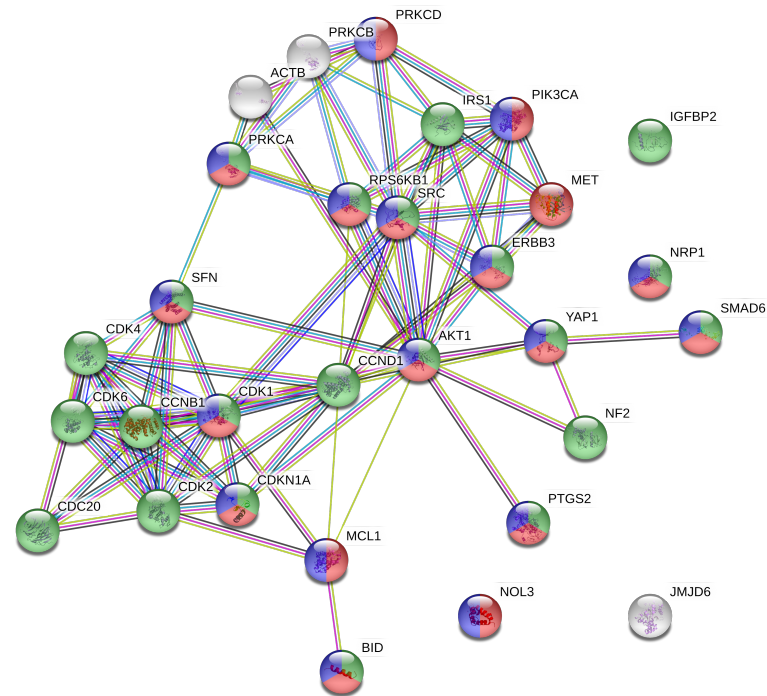 PRKCD
PRKCB
ACTB
IRS1
PIK3CA
IGFBP2
PRKCA
RPS6KB1
MET
SRC
ERBB3
NRP1
SFN
SMAD6
YAP1
CDK4
AKT1
CCND1
CDK6
CCNB1
CDK1
NF2
CDK2
CDKN1A
CDC20
PTGS2
MCL1
NOL3
JMJD6
BID